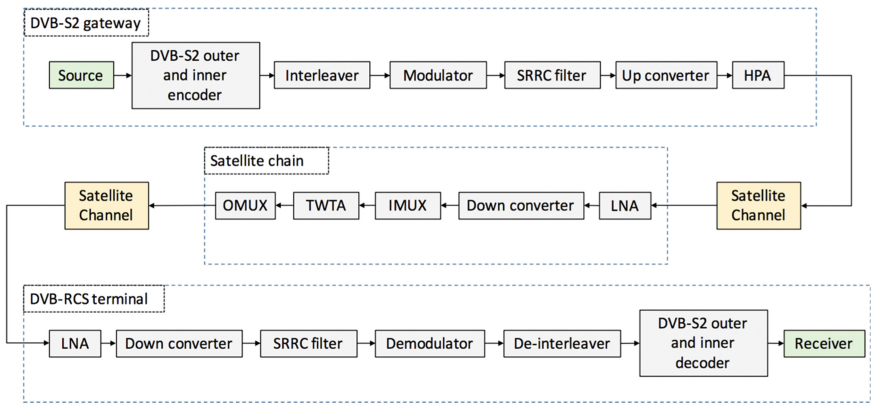 DVB-S2 gateway
Source
DVB-S2 outer
and inner
encoder
Interleaver
Modulator
SRRC filter
Up converter
HPA
Satellite chain
Satellite
Channel
OMUX
TWTA
IMUX
Down converter
LNA
Satellite
Channel
DVB-RCS terminal
LNA
Down converter
SRRC filter
Demodulator
De-interleaver
DVB-S2 outer
and inner
decoder
Receiver